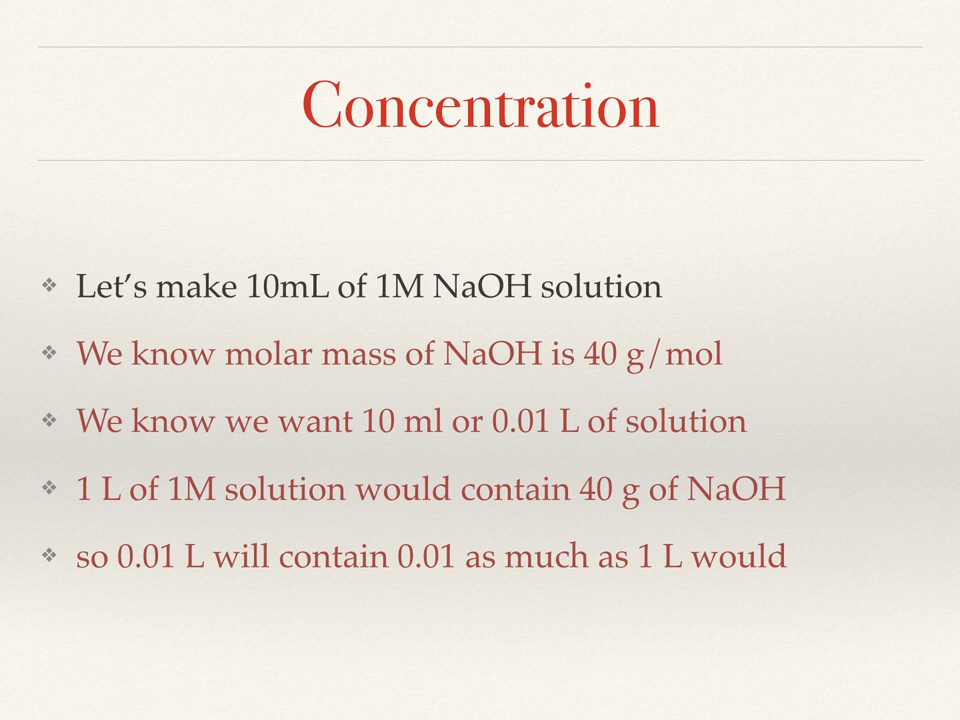 Concentration
Let’s make 10mL of 1M NaOH solution
We know molar mass of NaOH is 40 g/mol
We know we want 10 ml or 0.01 L of solution
1 L of 1M solution would contain 40 g of NaOH
so 0.01 L will contain 0.01 as much as 1 L would